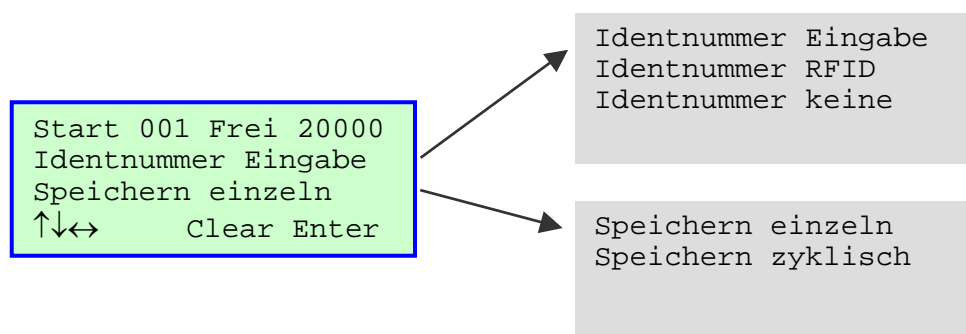 Start 001 Frei 20000
Identnummer Eingabe
Speichern einzeln
↑↓↔ Clear Enter
Identnummer Eingabe
Identnummer RFID
Identnummer keine
Speichern einzeln
Speichern zyklisch